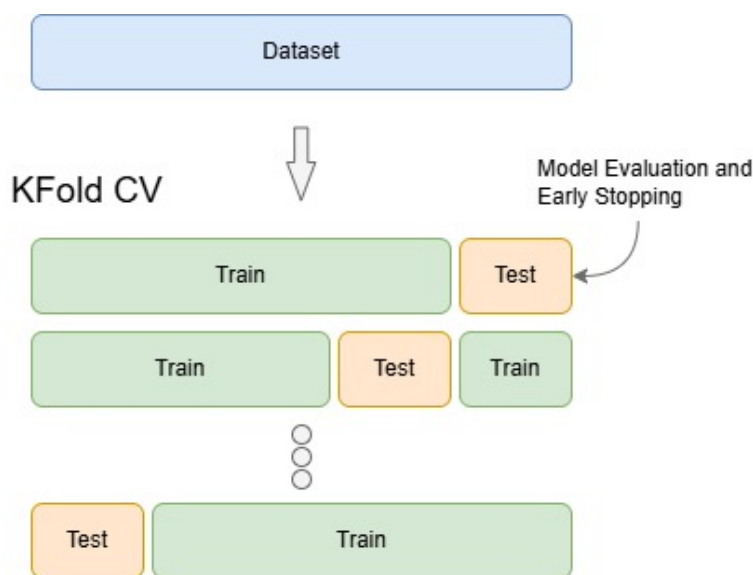 Dataset
Model Evaluation and
Early Stopping
KFold CV
Train
Test
Train
Test
Train
Test
Train